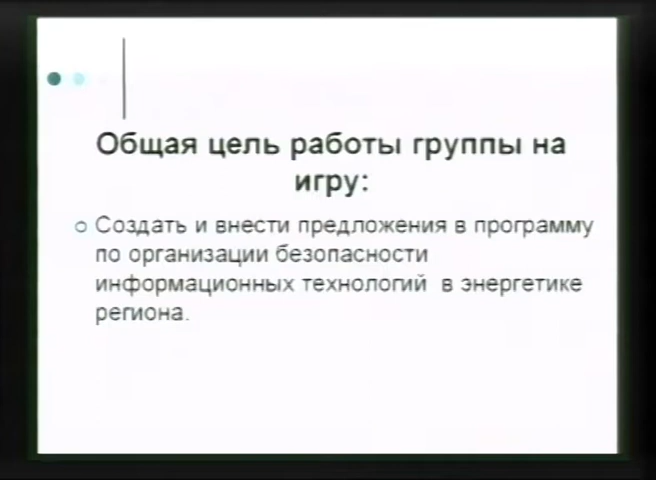 Общая цель работы группы на
игру:
Создать и внести предложения в программу
по организации безопасности
информационных технологий в энергетике
региона.